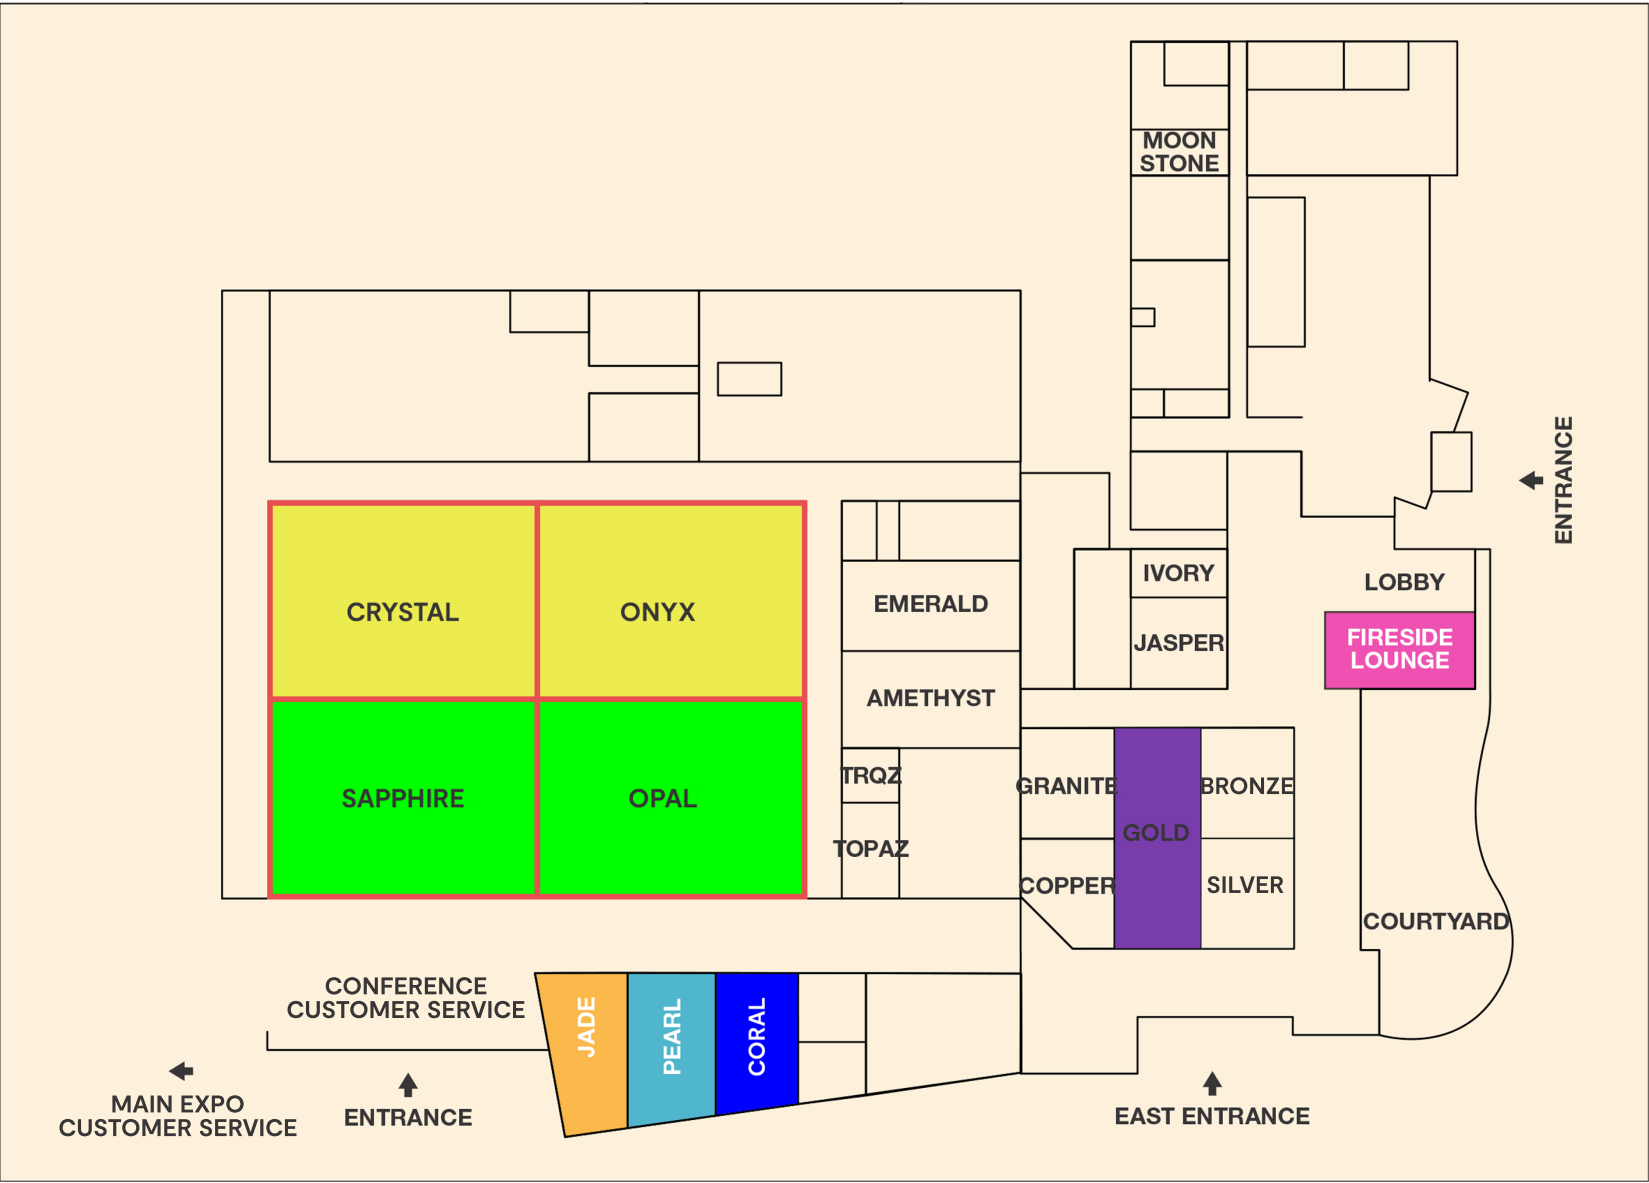 MOON
STONE
ENTRANCE
CRYSTAL
ONYX
EMERALD
IVORY
LOBBY
JASPER
FIRESIDE
LOUNGE
AMETHYST
SAPPHIRE
OPAL
TRQZ
GRANITE
BRONZE
GOLD
TOPAZ
COPPER
SILVER
COURTYARD
CONFERENCE
CUSTOMER SERVICE
JADE
PEARL
CORAL
MAIN EXPO
CUSTOMER SERVICE
ENTRANCE
EAST ENTRANCE